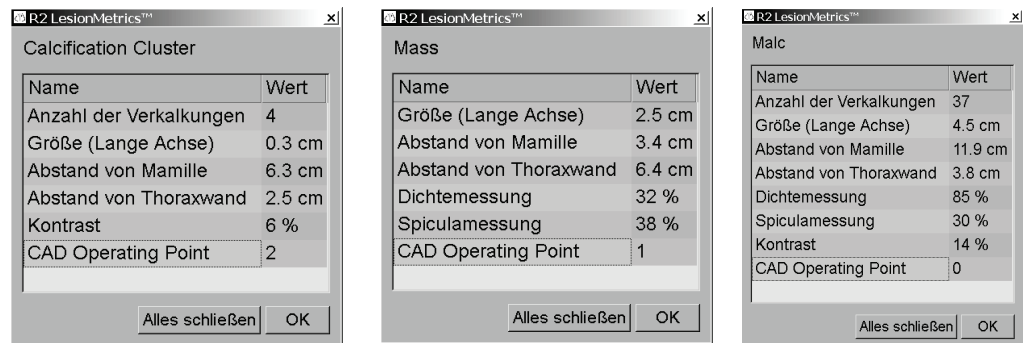 R2 LesionMetrics™
Calcification Cluster
Name Wert
Anzahl der Verkalkungen 4
Größe (Lange Achse) 0.3 cm
Abstand von Mamille 6.3 cm
Abstand von Thoraxwand 2.5 cm
Kontrast 6 %
CAD Operating Point 2
Alles schließen OK
R2 LesionMetrics™
Mass
Name Wert
Größe (Lange Achse) 2.5 cm
Abstand von Mamille 3.4 cm
Abstand von Thoraxwand 6.4 cm
Dichtemessung 32 %
Spiculamessung 38 %
CAD Operating Point 1
Alles schließen OK
R2 LesionMetrics™
Malc
Name Wert
Anzahl der Verkalkungen 37
Größe (Lange Achse) 4.5 cm
Abstand von Mamille 11.9 cm
Abstand von Thoraxwand 3.8 cm
Dichtemessung 85 %
Spiculamessung 30 %
Kontrast 14 %
CAD Operating Point 0
Alles schließen OK